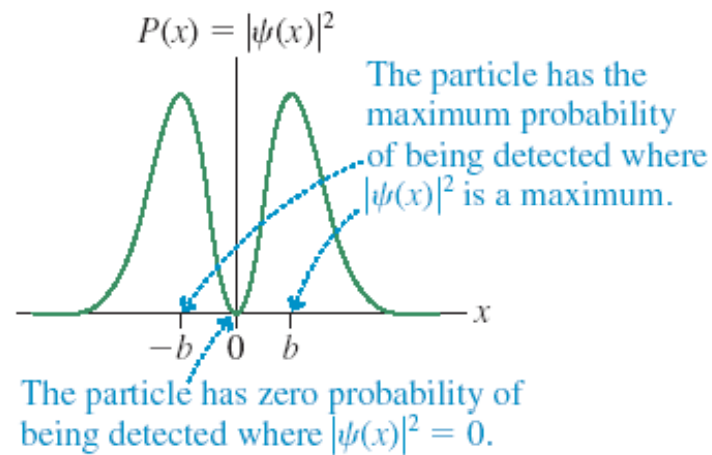 P(x) = |ψ(x)|²
The particle has the
maximum probability
of being detected where
|ψ(x)|² is a maximum.
x
−b 0 b
The particle has zero probability of
being detected where |ψ(x)|² = 0.